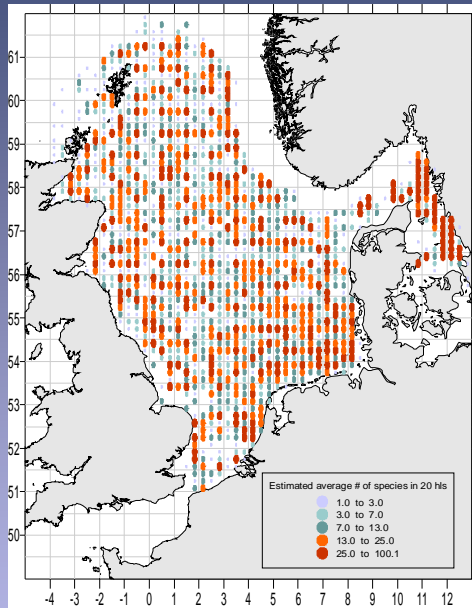 61
60
59
58
57
56
55
54
53
52
51
50
Estimated average # of species in 20 hls
1.0 to 3.0
3.0 to 7.0
7.0 to 13.0
13.0 to 25.0
25.0 to 100.1
-4 -3 -2 -1 0 1 2 3 4 5 6 7 8 9 10 11 12